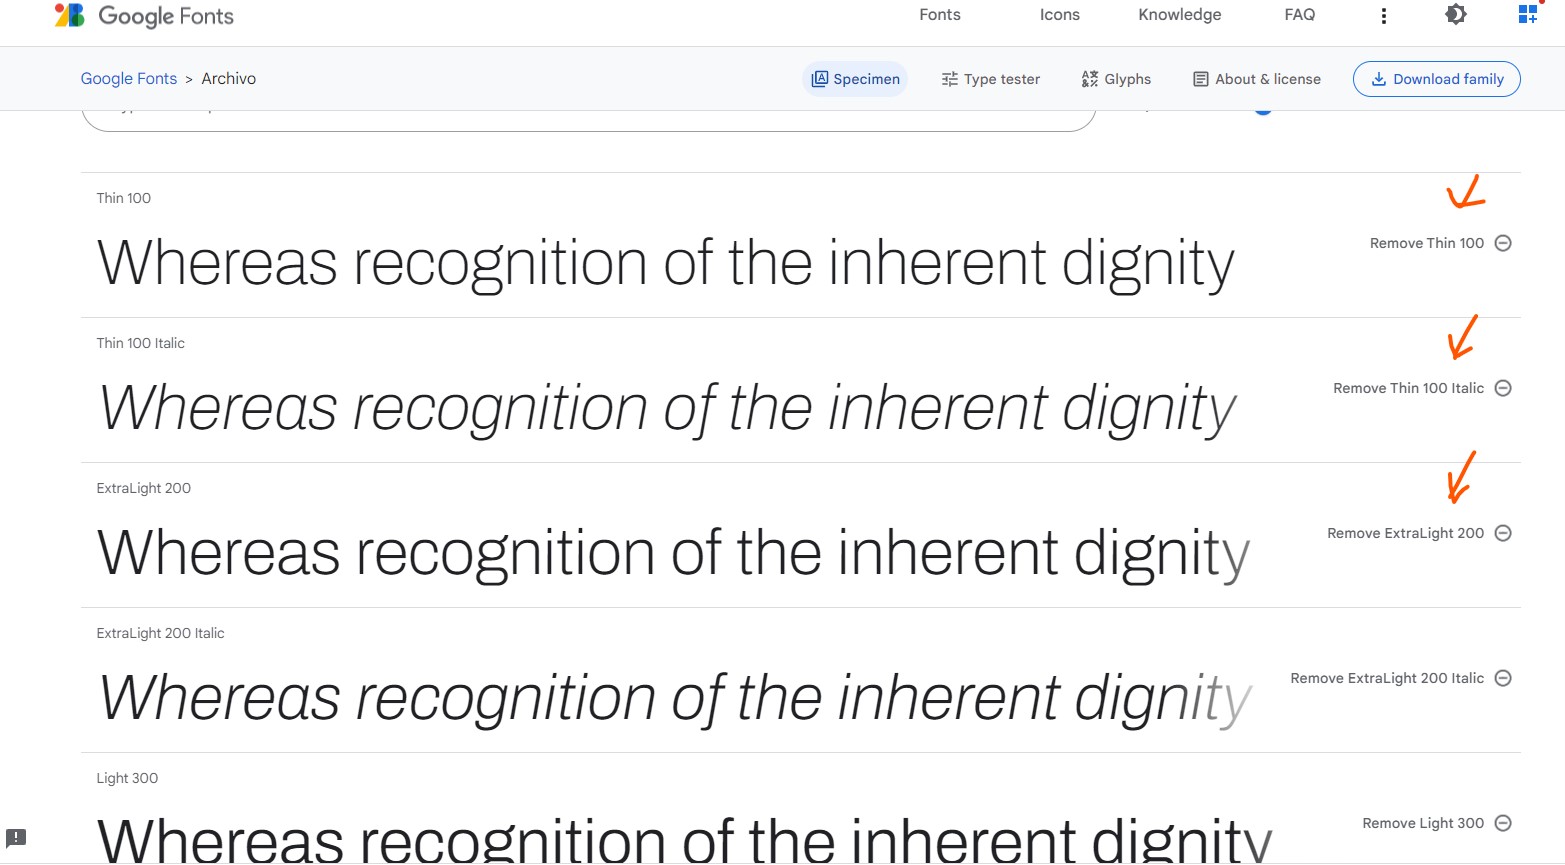 Google Fonts
Fonts
Icons
Knowledge
FAQ
Google Fonts > Archivo
Specimen
Type tester
Glyphs
About & license
Download family
Thin 100
Whereas recognition of the inherent dignity
Remove Thin 100
Thin 100 Italic
Whereas recognition of the inherent dignity
Remove Thin 100 Italic
ExtraLight 200
Whereas recognition of the inherent dignity
Remove ExtraLight 200
ExtraLight 200 Italic
Whereas recognition of the inherent dignity
Remove ExtraLight 200 Italic
Light 300
Whereas recognition of the inherent dignity
Remove Light 300